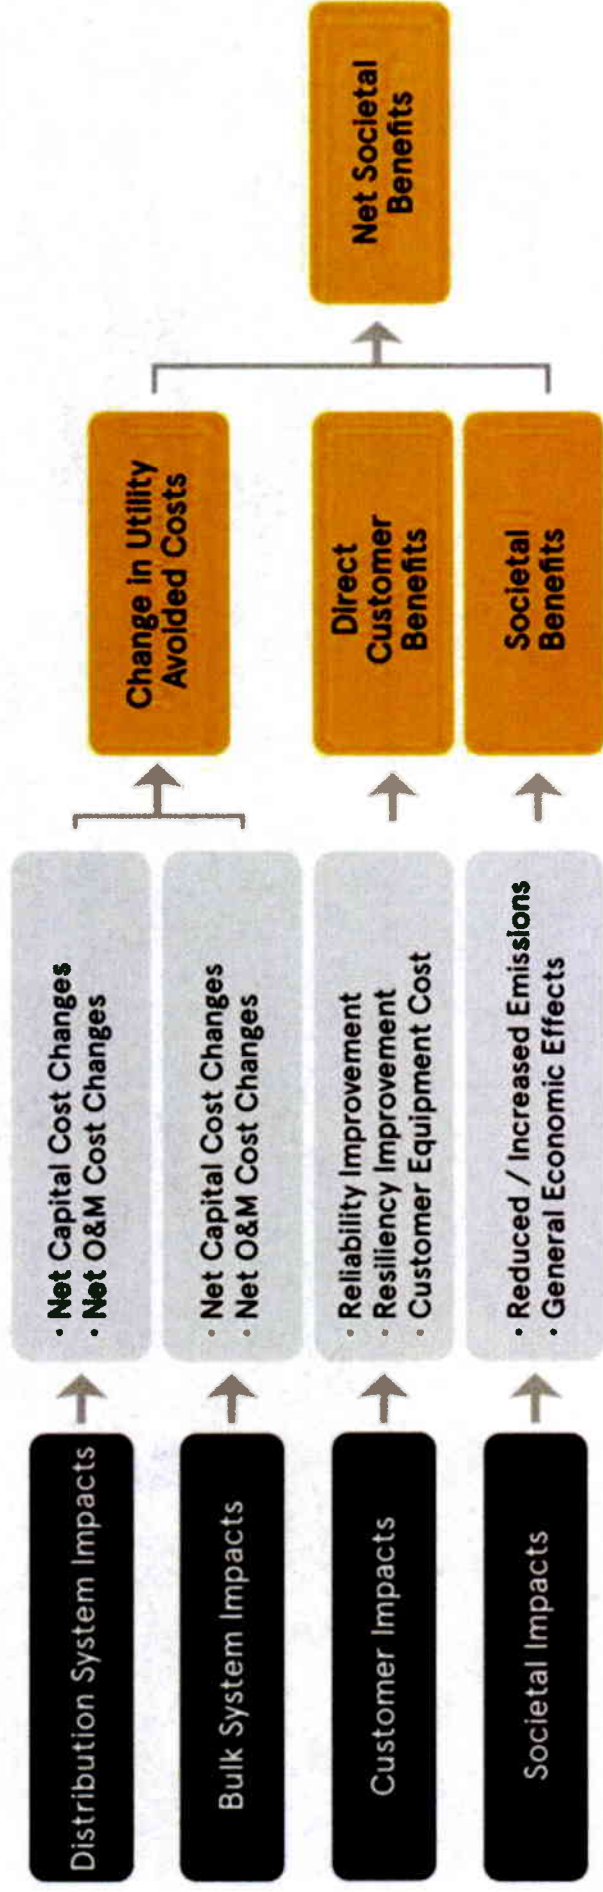 Distribution System Impacts
· Net Capital Cost Changes
· Net O&M Cost Changes
Bulk System Impacts
· Net Capital Cost Changes
· Net O&M Cost Changes
Change in Utility
Avoided Costs
Customer Impacts
· Reliability Improvement
· Resiliency Improvement
· Customer Equipment Cost
Direct
Customer
Benefits
Societal Impacts
· Reduced / Increased Emissions
· General Economic Effects
Societal
Benefits
Net Societal
Benefits